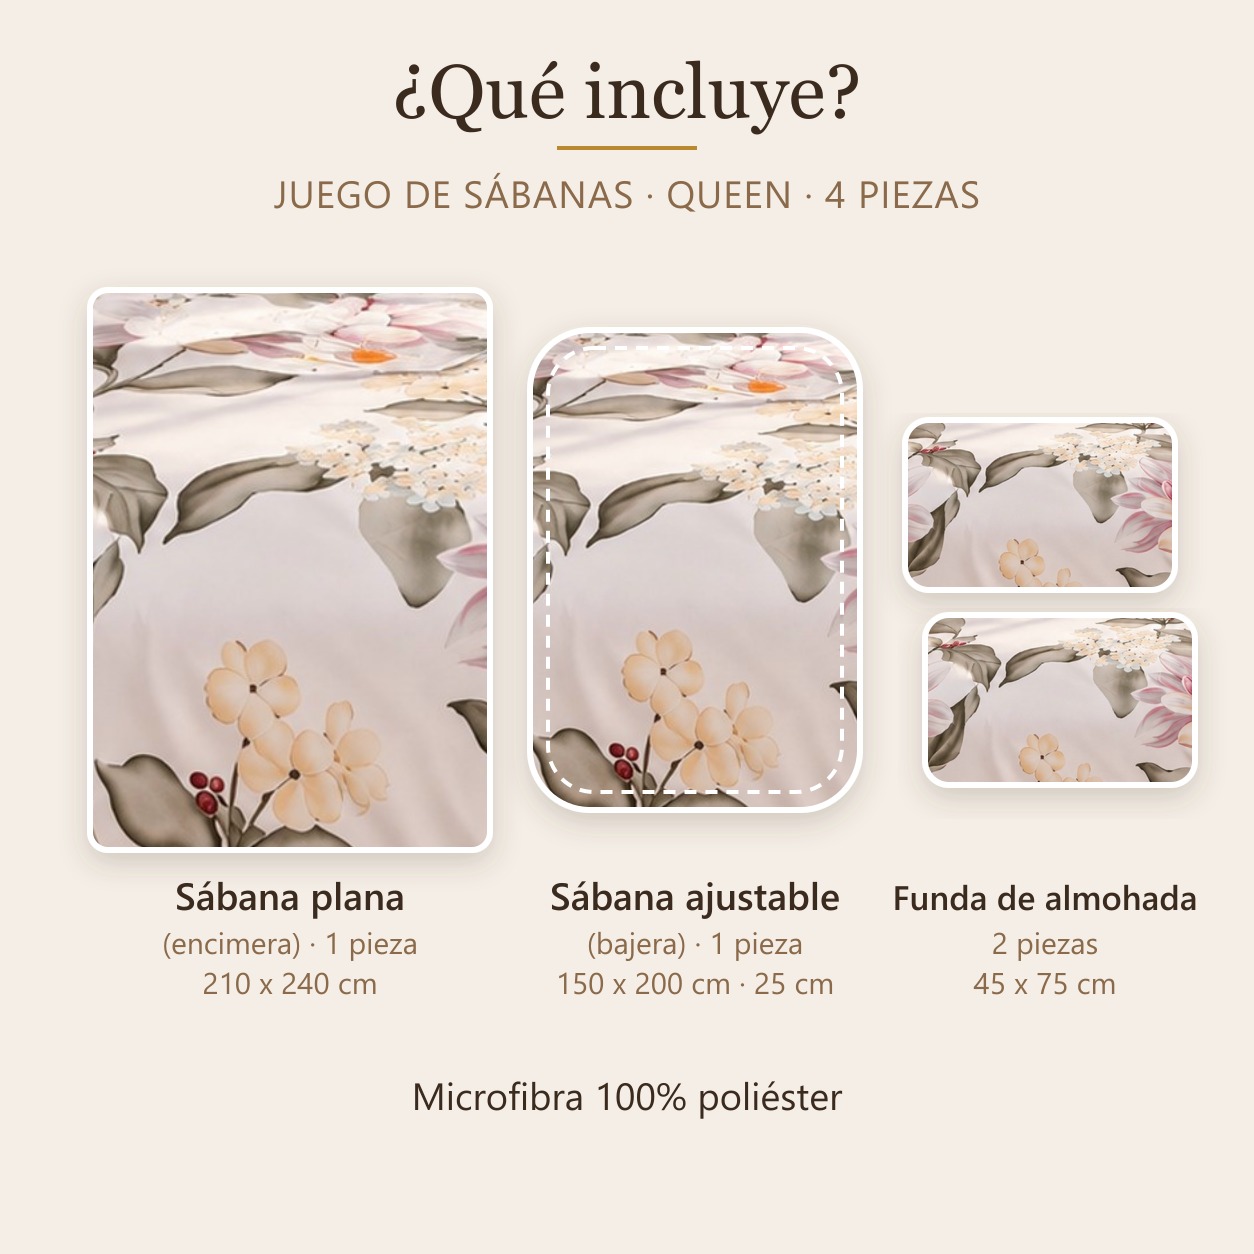 ¿Qué incluye?
JUEGO DE SÁBANAS · QUEEN · 4 PIEZAS
Sábana plana
(encimera) · 1 pieza
210 x 240 cm
Sábana ajustable
(bajera) · 1 pieza
150 x 200 cm · 25 cm
Funda de almohada
2 piezas
45 x 75 cm
Microfibra 100% poliéster